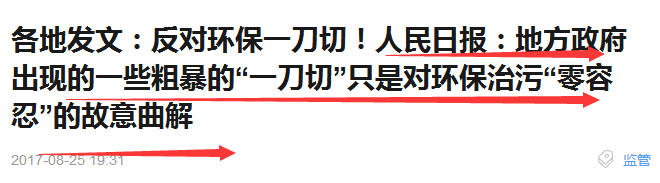 各地发文：反对环保一刀切！人民日报：地方政府
出现的一些粗暴的“一刀切”只是对环保治污“零容
忍”的故意曲解
2017-08-25 19:31 监管